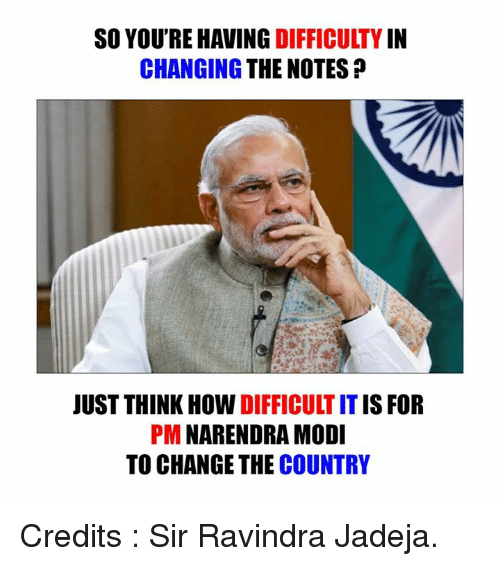 SO YOU'RE HAVING DIFFICULTY IN
CHANGING THE NOTES ?
JUST THINK HOW DIFFICULT IT IS FOR
PM NARENDRA MODI
TO CHANGE THE COUNTRY
Credits : Sir Ravindra Jadeja.